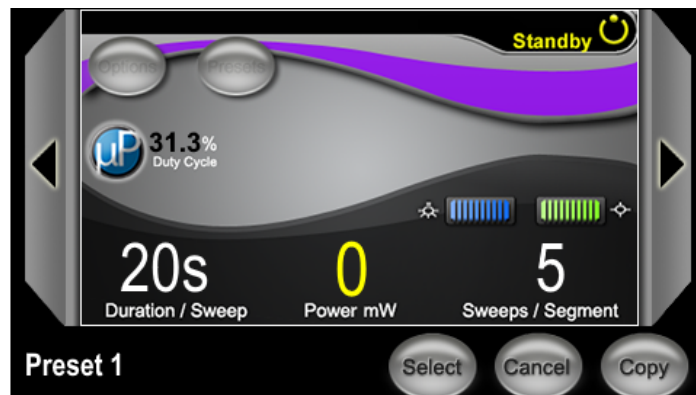 Standby
Options Presets
µP 31.3%
Duty Cycle
20s 0 5
Duration / Sweep Power mW Sweeps / Segment
Preset 1 Select Cancel Copy